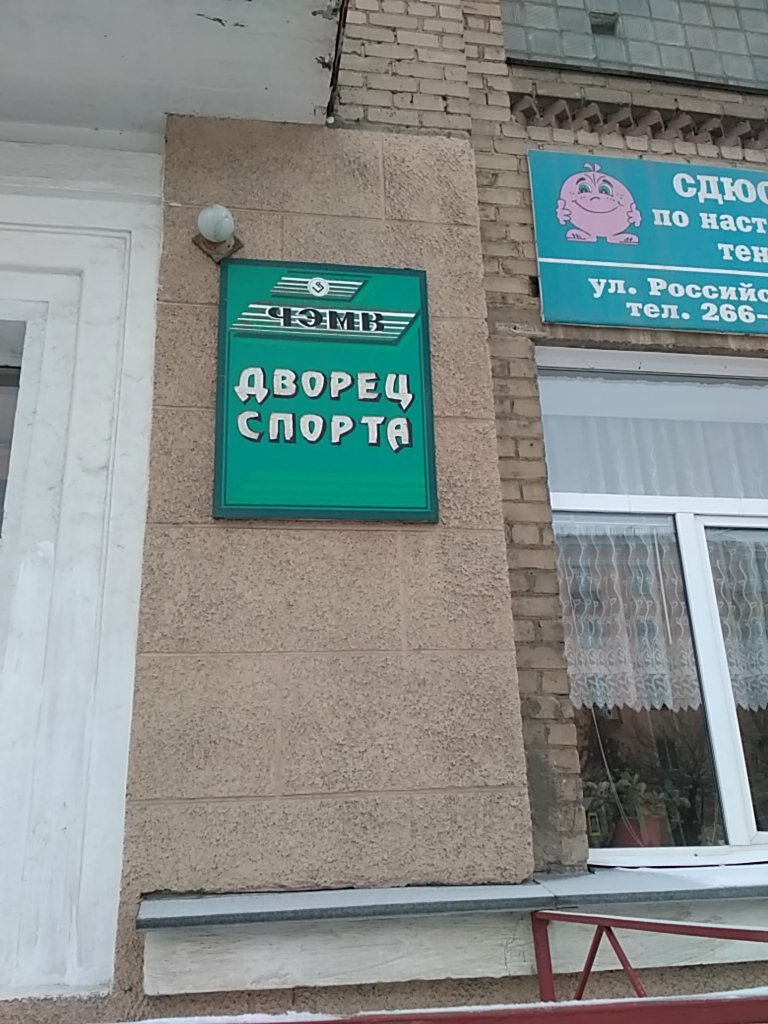 ЧЭМК
ДВОРЕЦ
СПОРТА
СДЮС
по наст
тен
ул. Российс
тел. 266-